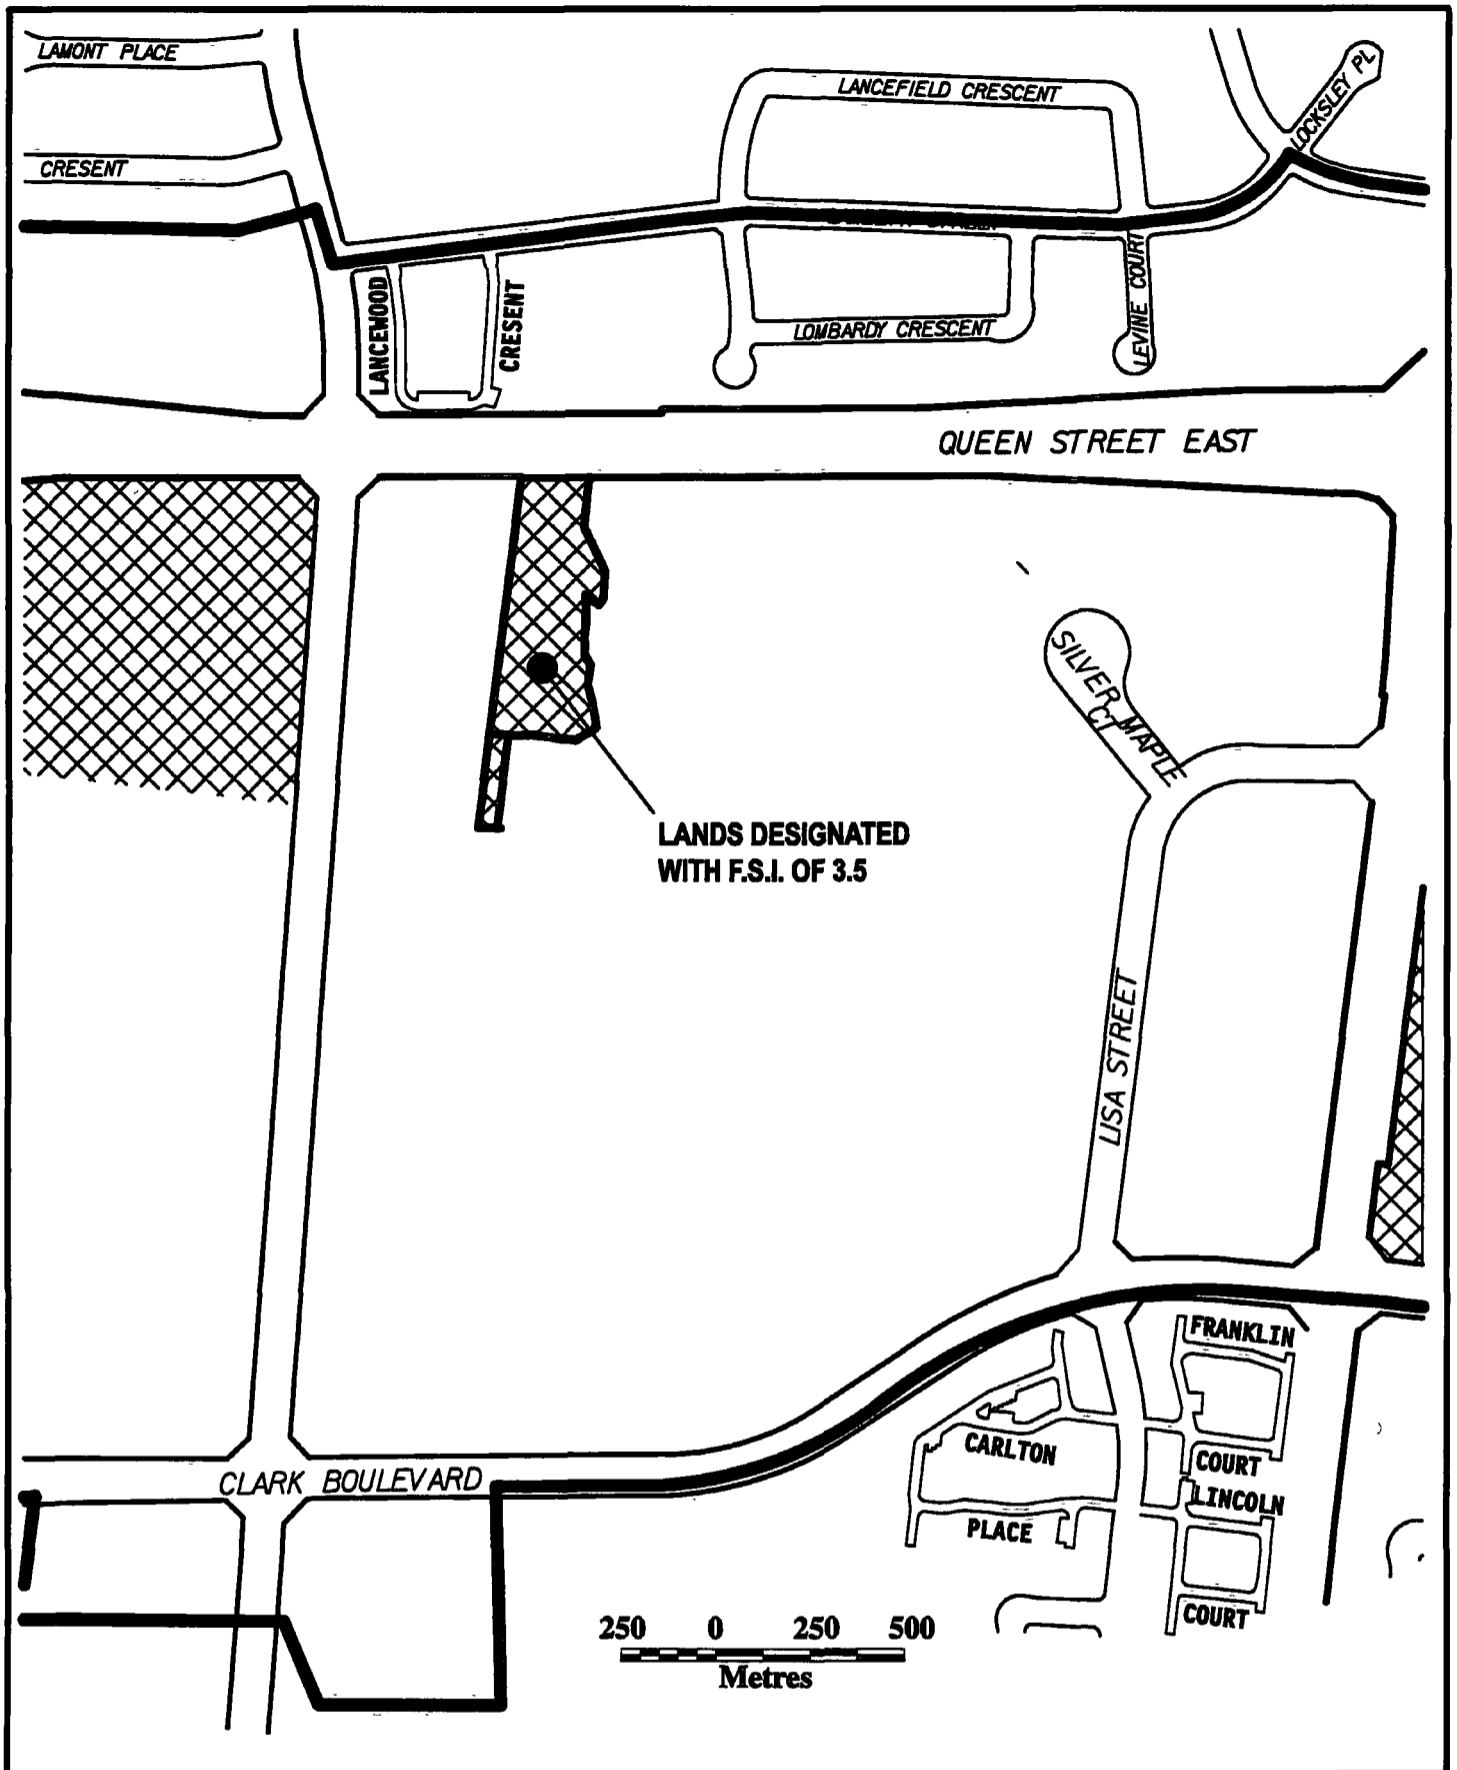 LAMONT PLACE
CRESENT
LANCEFIELD CRESCENT
LOCKSLEY PL
LANCEWOOD
CRESENT
LOMBARDY CRESCENT
LEVINE COURT
QUEEN STREET EAST
SILVER MAPLE
CT
LANDS DESIGNATED
WITH F.S.I. OF 3.5
LISA STREET
FRANKLIN
COURT
CARLTON
PLACE
LINCOLN
COURT
CLARK BOULEVARD
250 0 250 500
Metres